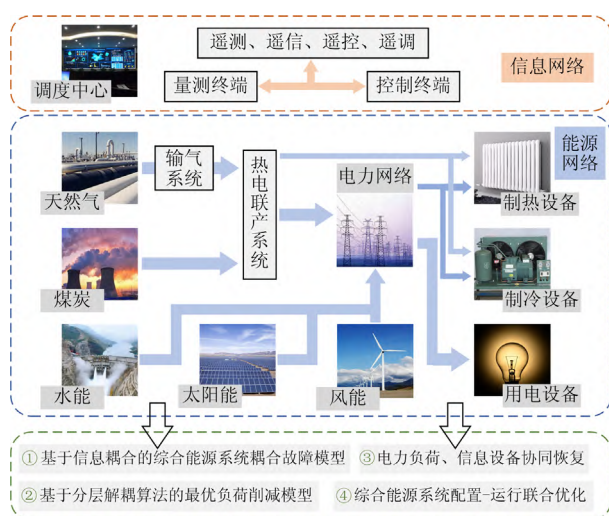 遥测、遥信、遥控、遥调
信息网络
调度中心
量测终端
控制终端
能源
网络
输气
系统
热电联产系统
电力网络
天然气
制热设备
煤炭
制冷设备
水能
太阳能
风能
用电设备
①基于信息耦合的综合能源系统耦合故障模型
③电力负荷、信息设备协同恢复
②基于分层解耦算法的最优负荷削减模型
④综合能源系统配置-运行联合优化